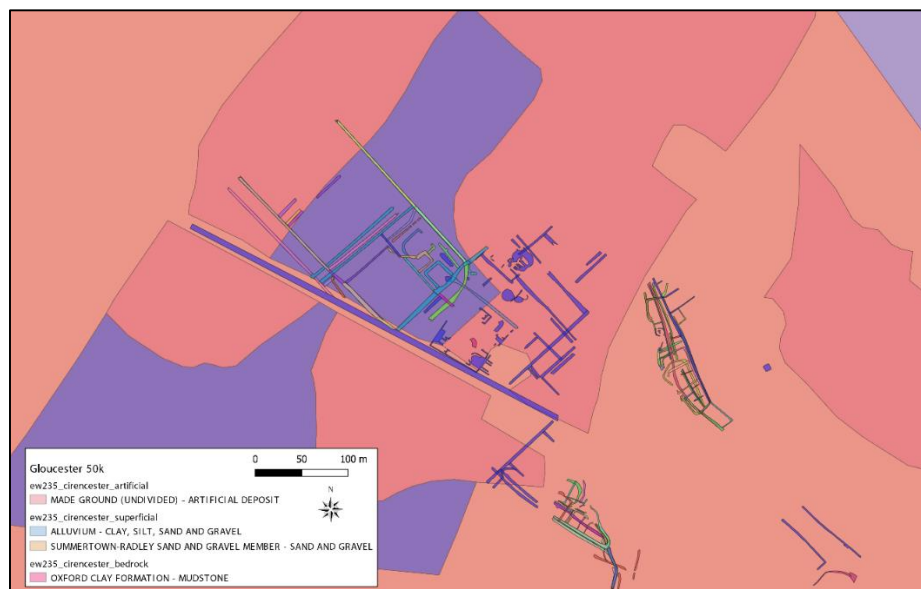 Gloucester 50k
0 50 100 m
N
ew235_cirencester_artificial
MADE GROUND (UNDIVIDED) - ARTIFICIAL DEPOSIT
ew235_cirencester_superficial
ALLUVIUM - CLAY, SILT, SAND AND GRAVEL
SUMMERTOWN-RADLEY SAND AND GRAVEL MEMBER - SAND AND GRAVEL
ew235_cirencester_bedrock
OXFORD CLAY FORMATION - MUDSTONE